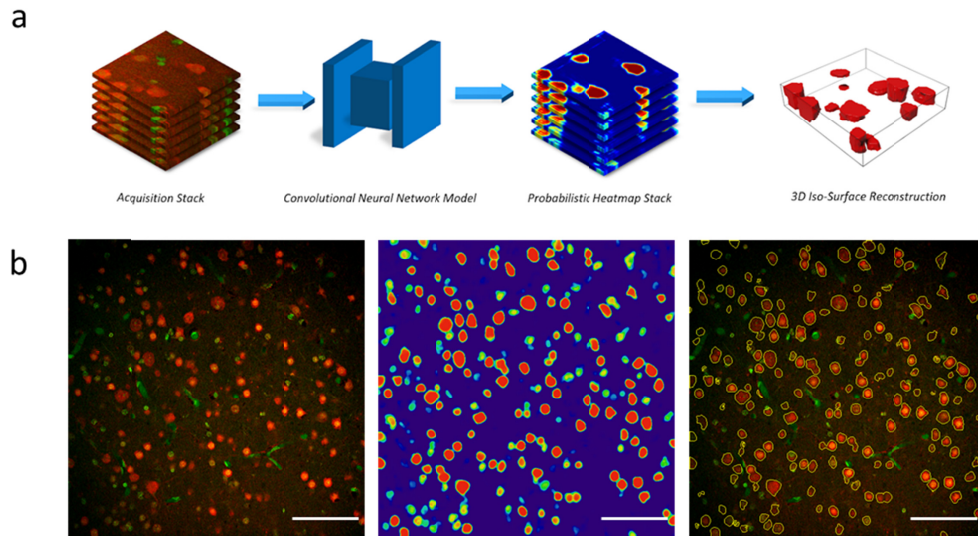 a
Acquisition Stack
Convolutional Neural Network Model
Probabilistic Heatmap Stack
3D Iso-Surface Reconstruction
b